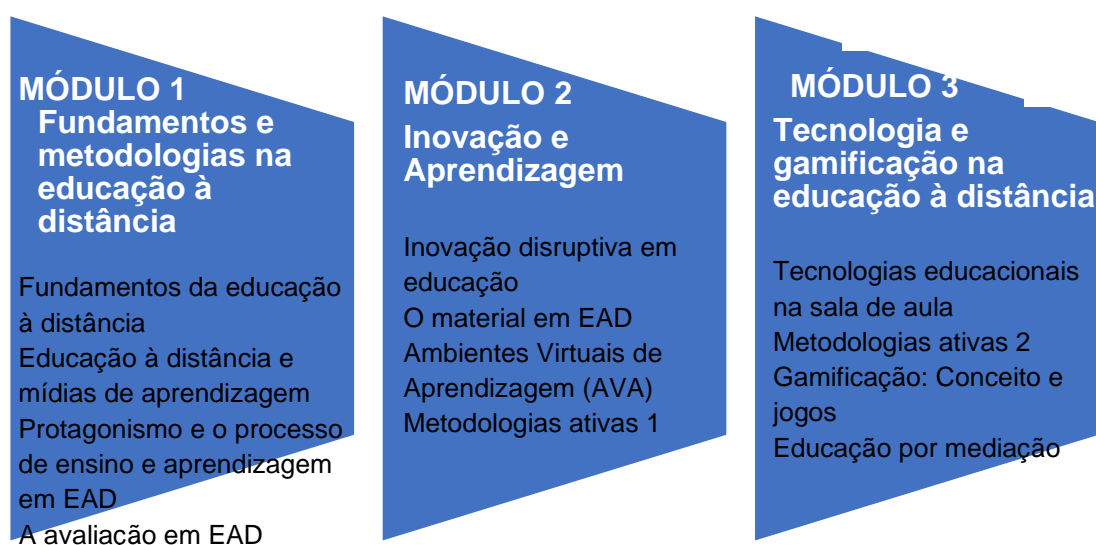 MÓDULO 1
Fundamentos e
metodologias na
educação à
distância
Fundamentos da educação
à distância
Educação à distância e
mídias de aprendizagem
Protagonismo e o processo
de ensino e aprendizagem
em EAD
A avaliação em EAD
MÓDULO 2
Inovação e
Aprendizagem
Inovação disruptiva em
educação
O material em EAD
Ambientes Virtuais de
Aprendizagem (AVA)
Metodologias ativas 1
MÓDULO 3
Tecnologia e
gamificação na
educação à distância
Tecnologias educacionais
na sala de aula
Metodologias ativas 2
Gamificação: Conceito e
jogos
Educação por mediação